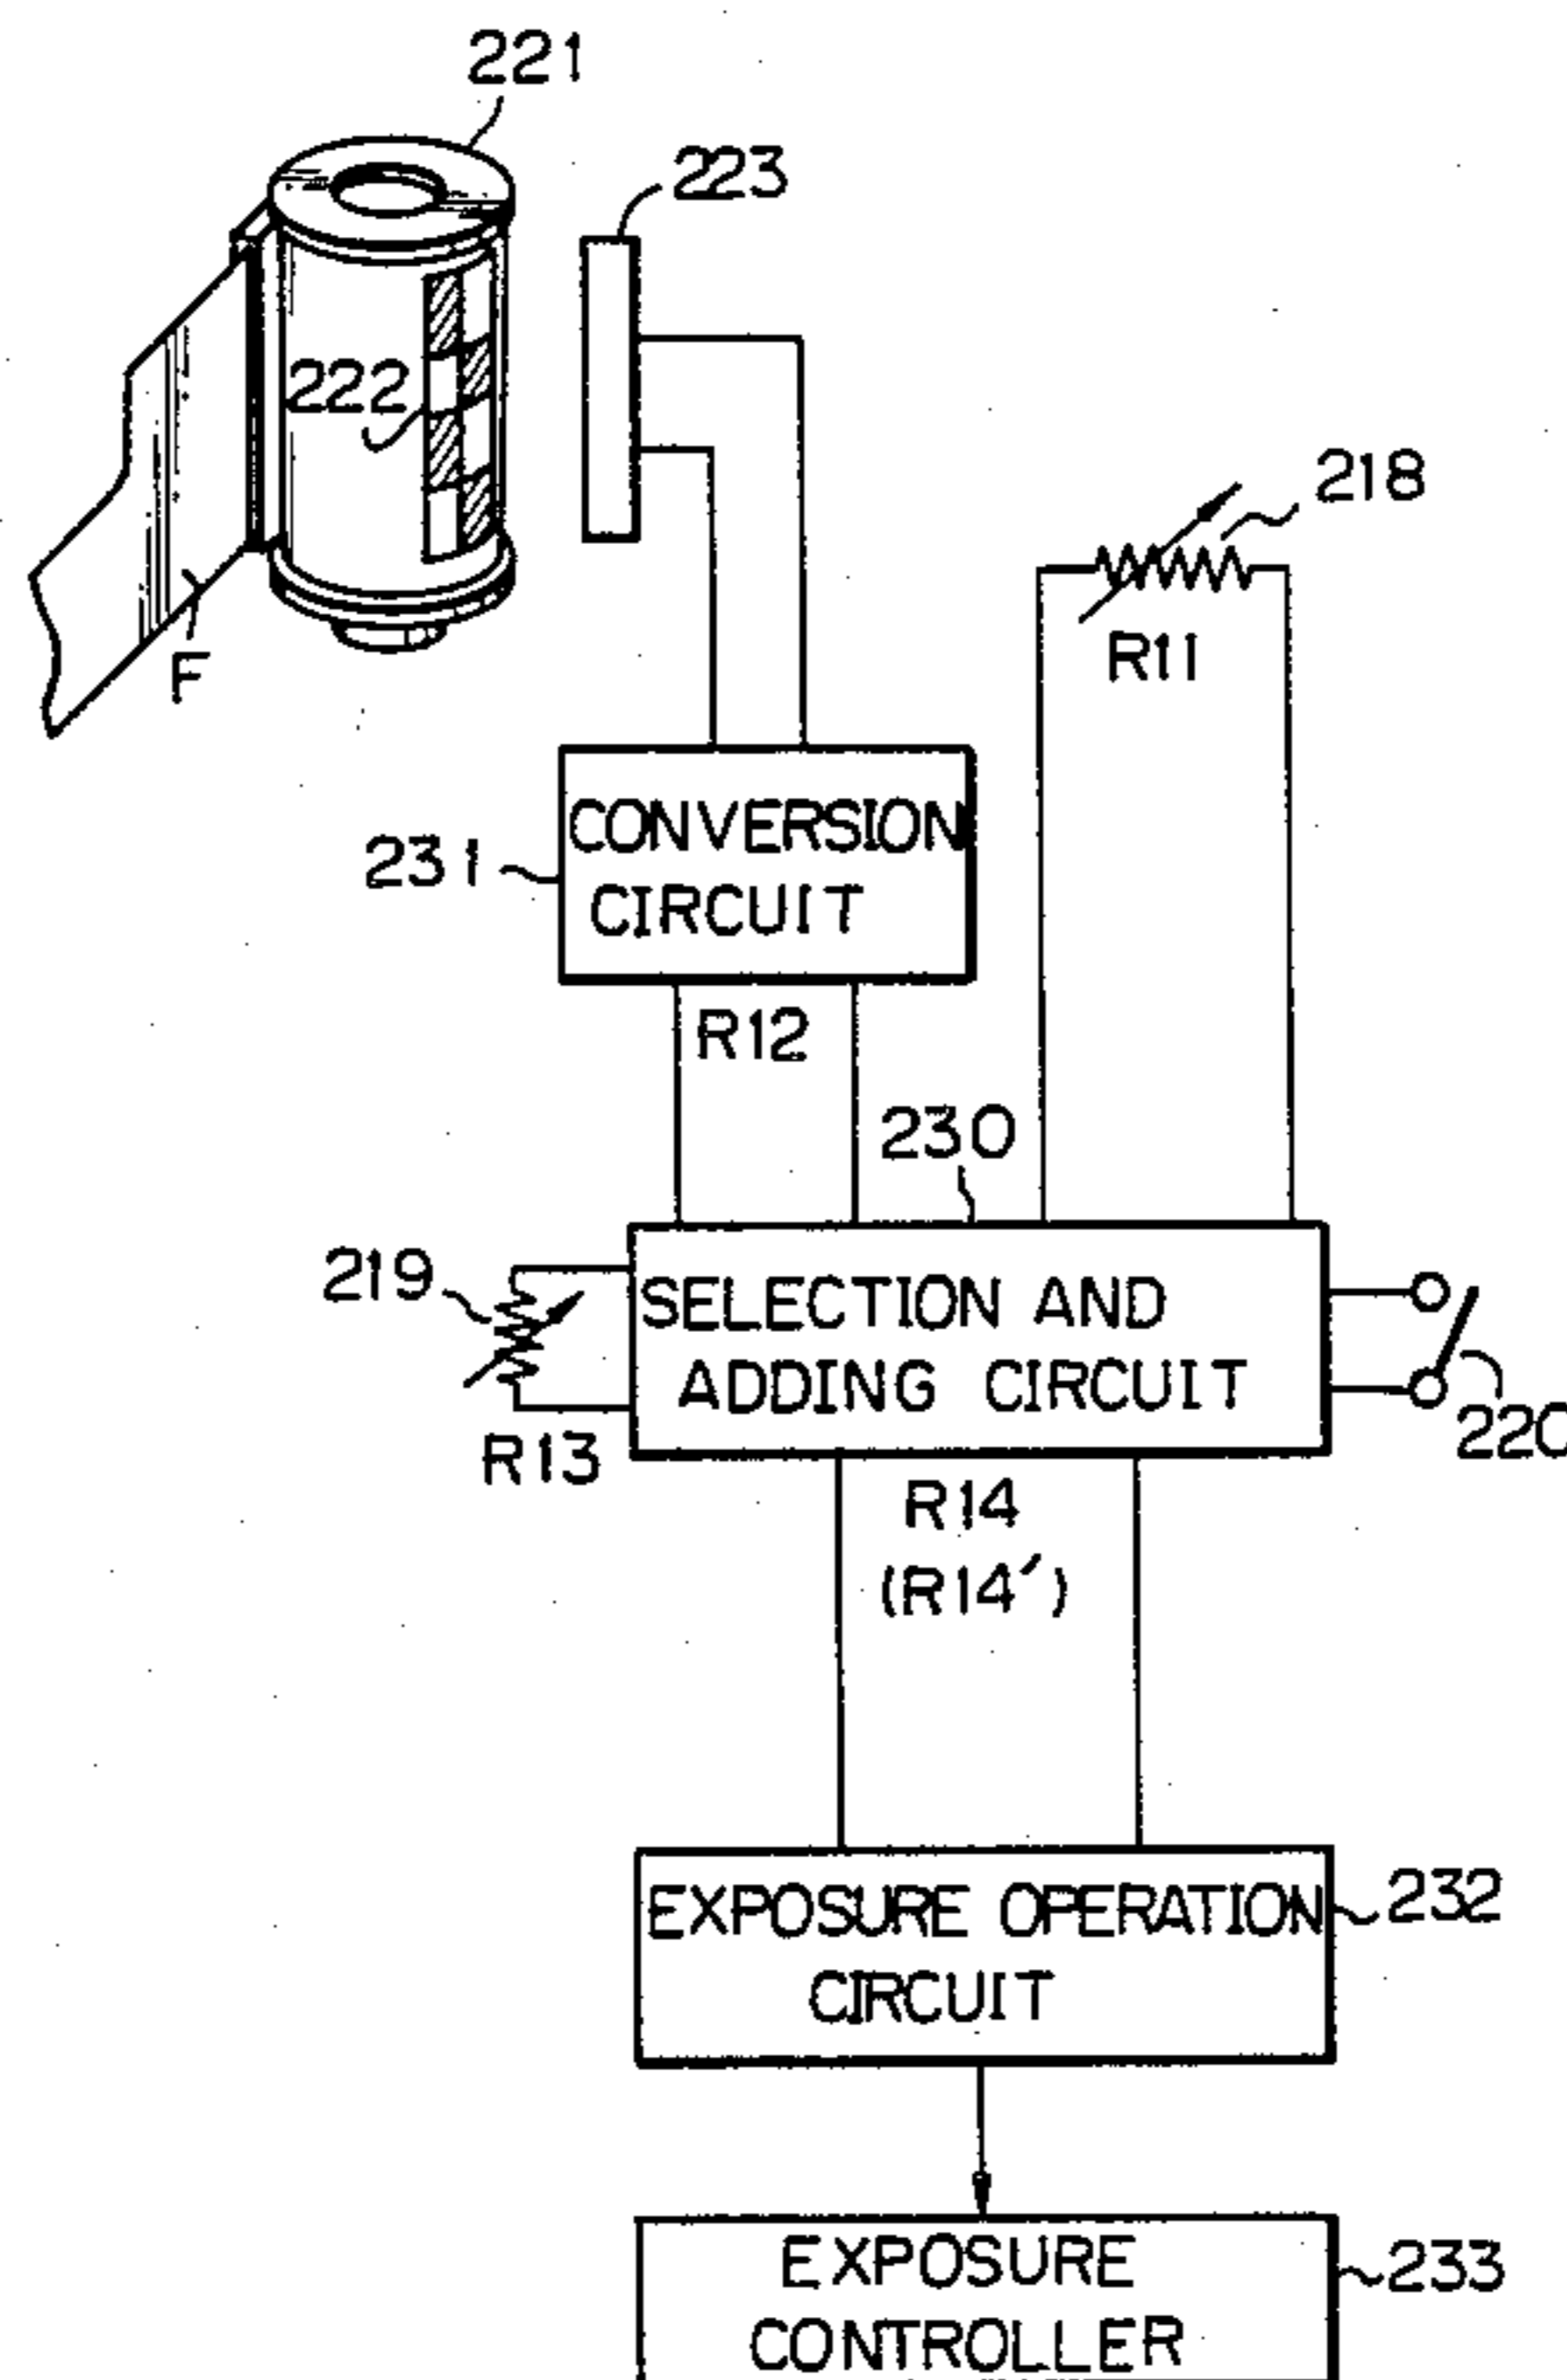 221
223
222
218
F
R11
CONVERSION
231
CIRCUIT
R12
230
219
SELECTION AND
ADDING CIRCUIT
220
R13
R14
(R14')
EXPOSURE OPERATION
232
CIRCUIT
EXPOSURE
233
CONTROLLER